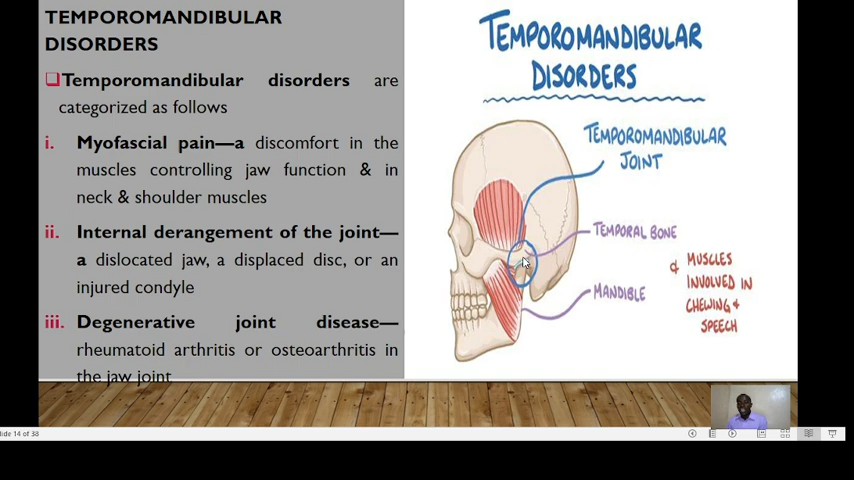 TEMPOROMANDIBULAR
DISORDERS
❑Temporomandibular disorders are
categorized as follows
i. Myofascial pain—a discomfort in the
muscles controlling jaw function & in
neck & shoulder muscles
ii. Internal derangement of the joint—
a dislocated jaw, a displaced disc, or an
injured condyle
iii. Degenerative joint disease—
rheumatoid arthritis or osteoarthritis in
the jaw joint
TEMPOROMANDIBULAR
DISORDERS
TEMPOROMANDIBULAR
JOINT
TEMPORAL BONE
MANDIBLE
& MUSCLES
INVOLVED IN
CHEWING &
SPEECH
lide 14 of 38